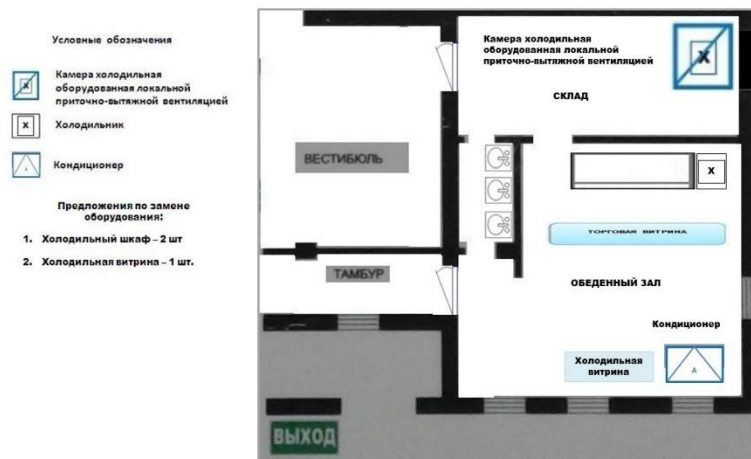 Условные обозначения
Камера холодильная
оборудованная локальной
приточно-вытяжной вентиляцией
X
Холодильник
Кондиционер
Предложения по замене
оборудования:
1. Холодильный шкаф – 2 шт
2. Холодильная витрина – 1 шт.
Камера холодильная
оборудованная локальной
приточно-вытяжной вентиляцией
X
СКЛАД
ВЕСТИБЮЛЬ
X
ТОРГОВАЯ ВИТРИНА
ТАМБУР
ОБЕДЕННЫЙ ЗАЛ
Кондиционер
Холодильная
витрина
А
ВЫХОД